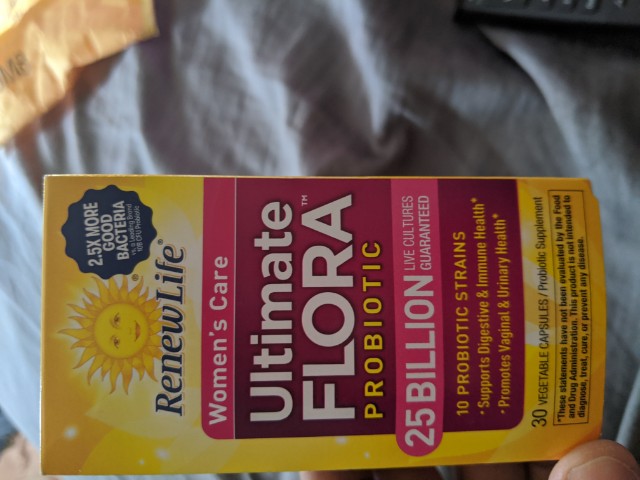 2.5X MORE
GOOD
BACTERIA
RENEW LIFE®
Women's Care
Ultimate
FLORA™
PROBIOTIC
25 BILLION LIVE CULTURES
GUARANTEED
10 PROBIOTIC STRAINS
• Supports Digestive & Immune Health*
• Promotes Vaginal & Urinary Health*
30 VEGETABLE CAPSULES / Probiotic Supplement
*These statements have not been evaluated by the Food
and Drug Administration. This product is not intended to
diagnose, treat, cure, or prevent any disease.